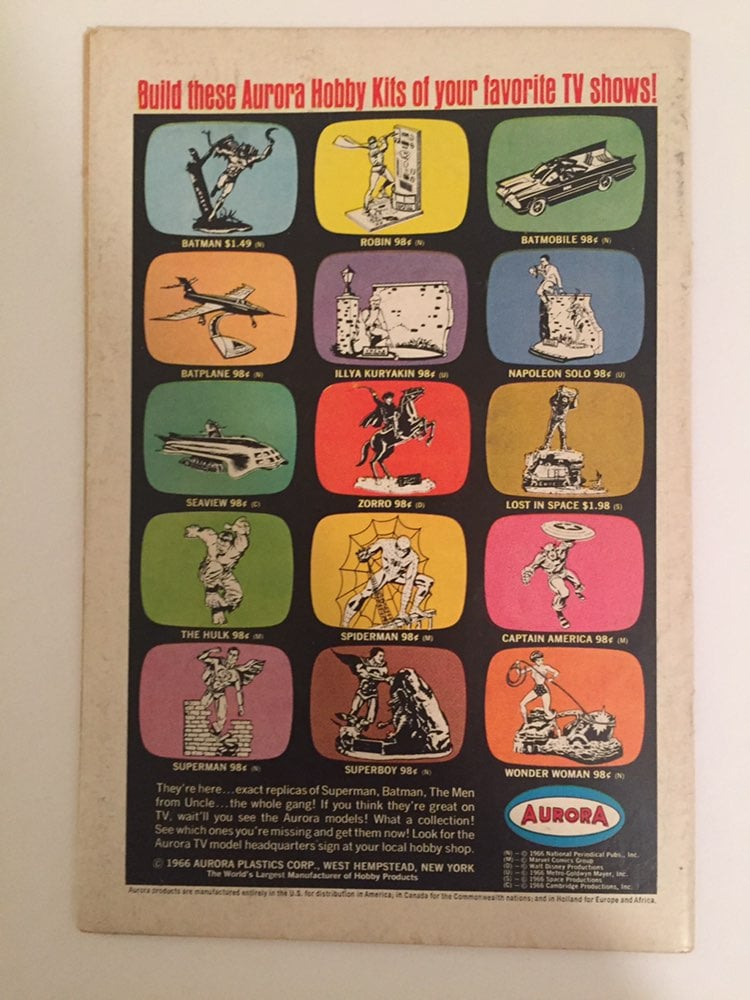 Build these Aurora Hobby Kits of your favorite TV shows!
BATMAN $1.49 (N)
ROBIN 98¢ (N)
BATMOBILE 98¢ (N)
BATPLANE 98¢ (N)
ILLYA KURYAKIN 98¢ (U)
NAPOLEON SOLO 98¢ (U)
SEAVIEW 98¢ (C)
ZORRO 98¢ (D)
LOST IN SPACE $1.98 (S)
THE HULK 98¢ (M)
SPIDERMAN 98¢ (M)
CAPTAIN AMERICA 98¢ (M)
SUPERMAN 98¢ (N)
SUPERBOY 98¢ (N)
WONDER WOMAN 98¢ (N)
They're here...exact replicas of Superman, Batman, The Men
from Uncle...the whole gang! If you think they're great on
TV, wait'll you see the Aurora models! What a collection!
See which ones you're missing and get them now! Look for the
Aurora TV model headquarters sign at your local hobby shop.
© 1966 AURORA PLASTICS CORP., WEST HEMPSTEAD, NEW YORK
The World's Largest Manufacturer of Hobby Products
AURORA
(N) — © 1966 National Periodical Pubs., Inc.
(M) — © Marvel Comics Group
(D) — © Walt Disney Productions
(U) — © 1966 Metro-Goldwyn Mayer, Inc.
(S) — © 1966 Space Productions
(C) — © 1966 Cambridge Productions, Inc.
Aurora products are manufactured entirely in the U.S. for distribution in America, in Canada for the Commonwealth nations; and in Holland for Europe and Africa.